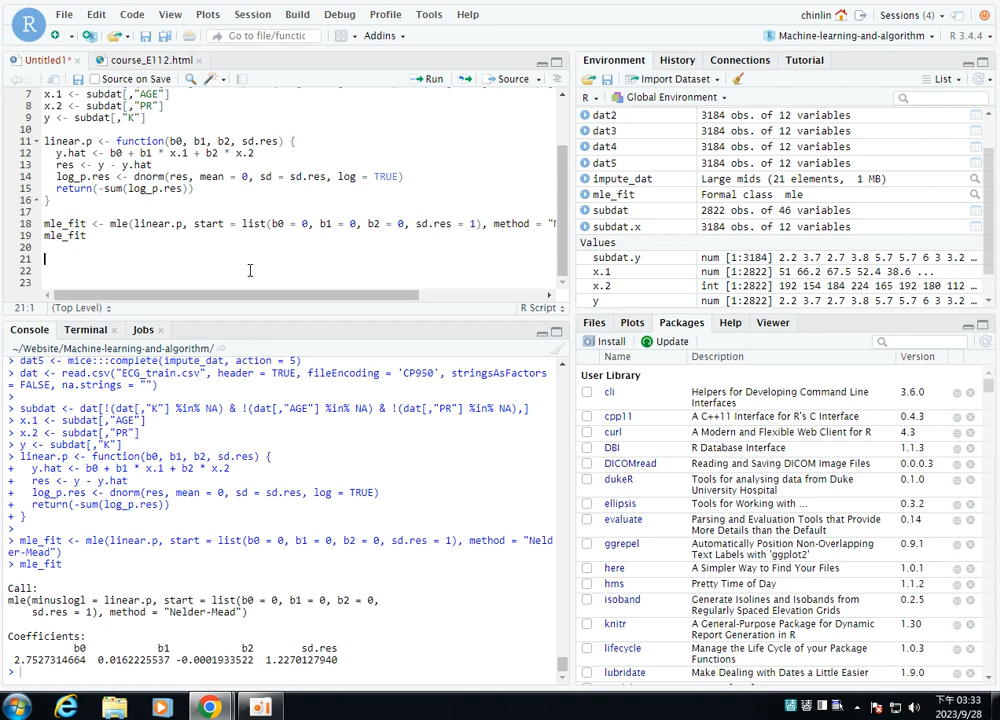 File Edit Code View Plots Session Build Debug Profile Tools Help
chinlin Sessions (4)
Go to file/functic Addins
Machine-learning-and-algorithm R 3.4.4
Untitled1* course_E112.html
Source on Save Run Source
7 x.1 <- subdat[,"AGE"]
8 x.2 <- subdat[,"PR"]
9 y <- subdat[,"K"]
10
11 linear.p <- function(b0, b1, b2, sd.res) {
12 y.hat <- b0 + b1 * x.1 + b2 * x.2
13 res <- y - y.hat
14 log_p.res <- dnorm(res, mean = 0, sd = sd.res, log = TRUE)
15 return(-sum(log_p.res))
16 }
17
18 mle_fit <- mle(linear.p, start = list(b0 = 0, b1 = 0, b2 = 0, sd.res = 1), method = "N
19 mle_fit
20
21
22
23
21:1 (Top Level) R Script
Console Terminal Jobs
~/Website/Machine-learning-and-algorithm/
> dat5 <- mice:::complete(impute_dat, action = 5)
> dat <- read.csv("ECG_train.csv", header = TRUE, fileEncoding = 'CP950', stringsAsFactors
= FALSE, na.strings = "")
>
> subdat <- dat[!(dat[,"K"] %in% NA) & !(dat[,"AGE"] %in% NA) & !(dat[,"PR"] %in% NA),]
> x.1 <- subdat[,"AGE"]
> x.2 <- subdat[,"PR"]
> y <- subdat[,"K"]
> linear.p <- function(b0, b1, b2, sd.res) {
+ y.hat <- b0 + b1 * x.1 + b2 * x.2
+ res <- y - y.hat
+ log_p.res <- dnorm(res, mean = 0, sd = sd.res, log = TRUE)
+ return(-sum(log_p.res))
+ }
>
> mle_fit <- mle(linear.p, start = list(b0 = 0, b1 = 0, b2 = 0, sd.res = 1), method = "Neld
er-Mead")
> mle_fit
Call:
mle(minuslogl = linear.p, start = list(b0 = 0, b1 = 0, b2 = 0,
sd.res = 1), method = "Nelder-Mead")
Coefficients:
b0 b1 b2 sd.res
2.7527314664 0.0162225537 -0.0001933522 1.2270127940
>
Environment History Connections Tutorial
Import Dataset List
R Global Environment
dat2 3184 obs. of 12 variables
dat3 3184 obs. of 12 variables
dat4 3184 obs. of 12 variables
dat5 3184 obs. of 12 variables
impute_dat Large mids (21 elements, 1 MB)
mle_fit Formal class mle
subdat 2822 obs. of 46 variables
subdat.x 3184 obs. of 12 variables
Values
subdat.y num [1:3184] 2.2 3.7 2.7 3.8 5.7 5.7 6 3 3.2 …
x.1 num [1:2822] 51 66.2 67.5 52.4 38.6 ...
x.2 int [1:2822] 192 154 184 224 165 192 180 112 …
y num [1:2822] 2.2 3.7 2.7 3.8 5.7 6 3 3.2 2.2 …
Files Plots Packages Help Viewer
Install Update
Name Description Version
User Library
cli Helpers for Developing Command Line Interfaces 3.6.0
cpp11 A C++11 Interface for R's C Interface 0.4.3
curl A Modern and Flexible Web Client for R 4.3
DBI R Database Interface 1.1.3
DICOMread Reading and Saving DICOM Image Files 0.0.0.3
dukeR Tools for analysing data from Duke University Hospital 0.1.0
ellipsis Tools for Working with ... 0.3.2
evaluate Parsing and Evaluation Tools that Provide More Details than the Default 0.14
ggrepel Automatically Position Non-Overlapping Text Labels with 'ggplot2' 0.9.1
here A Simpler Way to Find Your Files 1.0.1
hms Pretty Time of Day 1.1.2
isoband Generate Isolines and Isobands from Regularly Spaced Elevation Grids 0.2.5
knitr A General-Purpose Package for Dynamic Report Generation in R 1.30
lifecycle Manage the Life Cycle of your Package Functions 1.0.3
lubridate Make Dealing with Dates a Little Easier 1.9.0
下午 03:33
2023/9/28